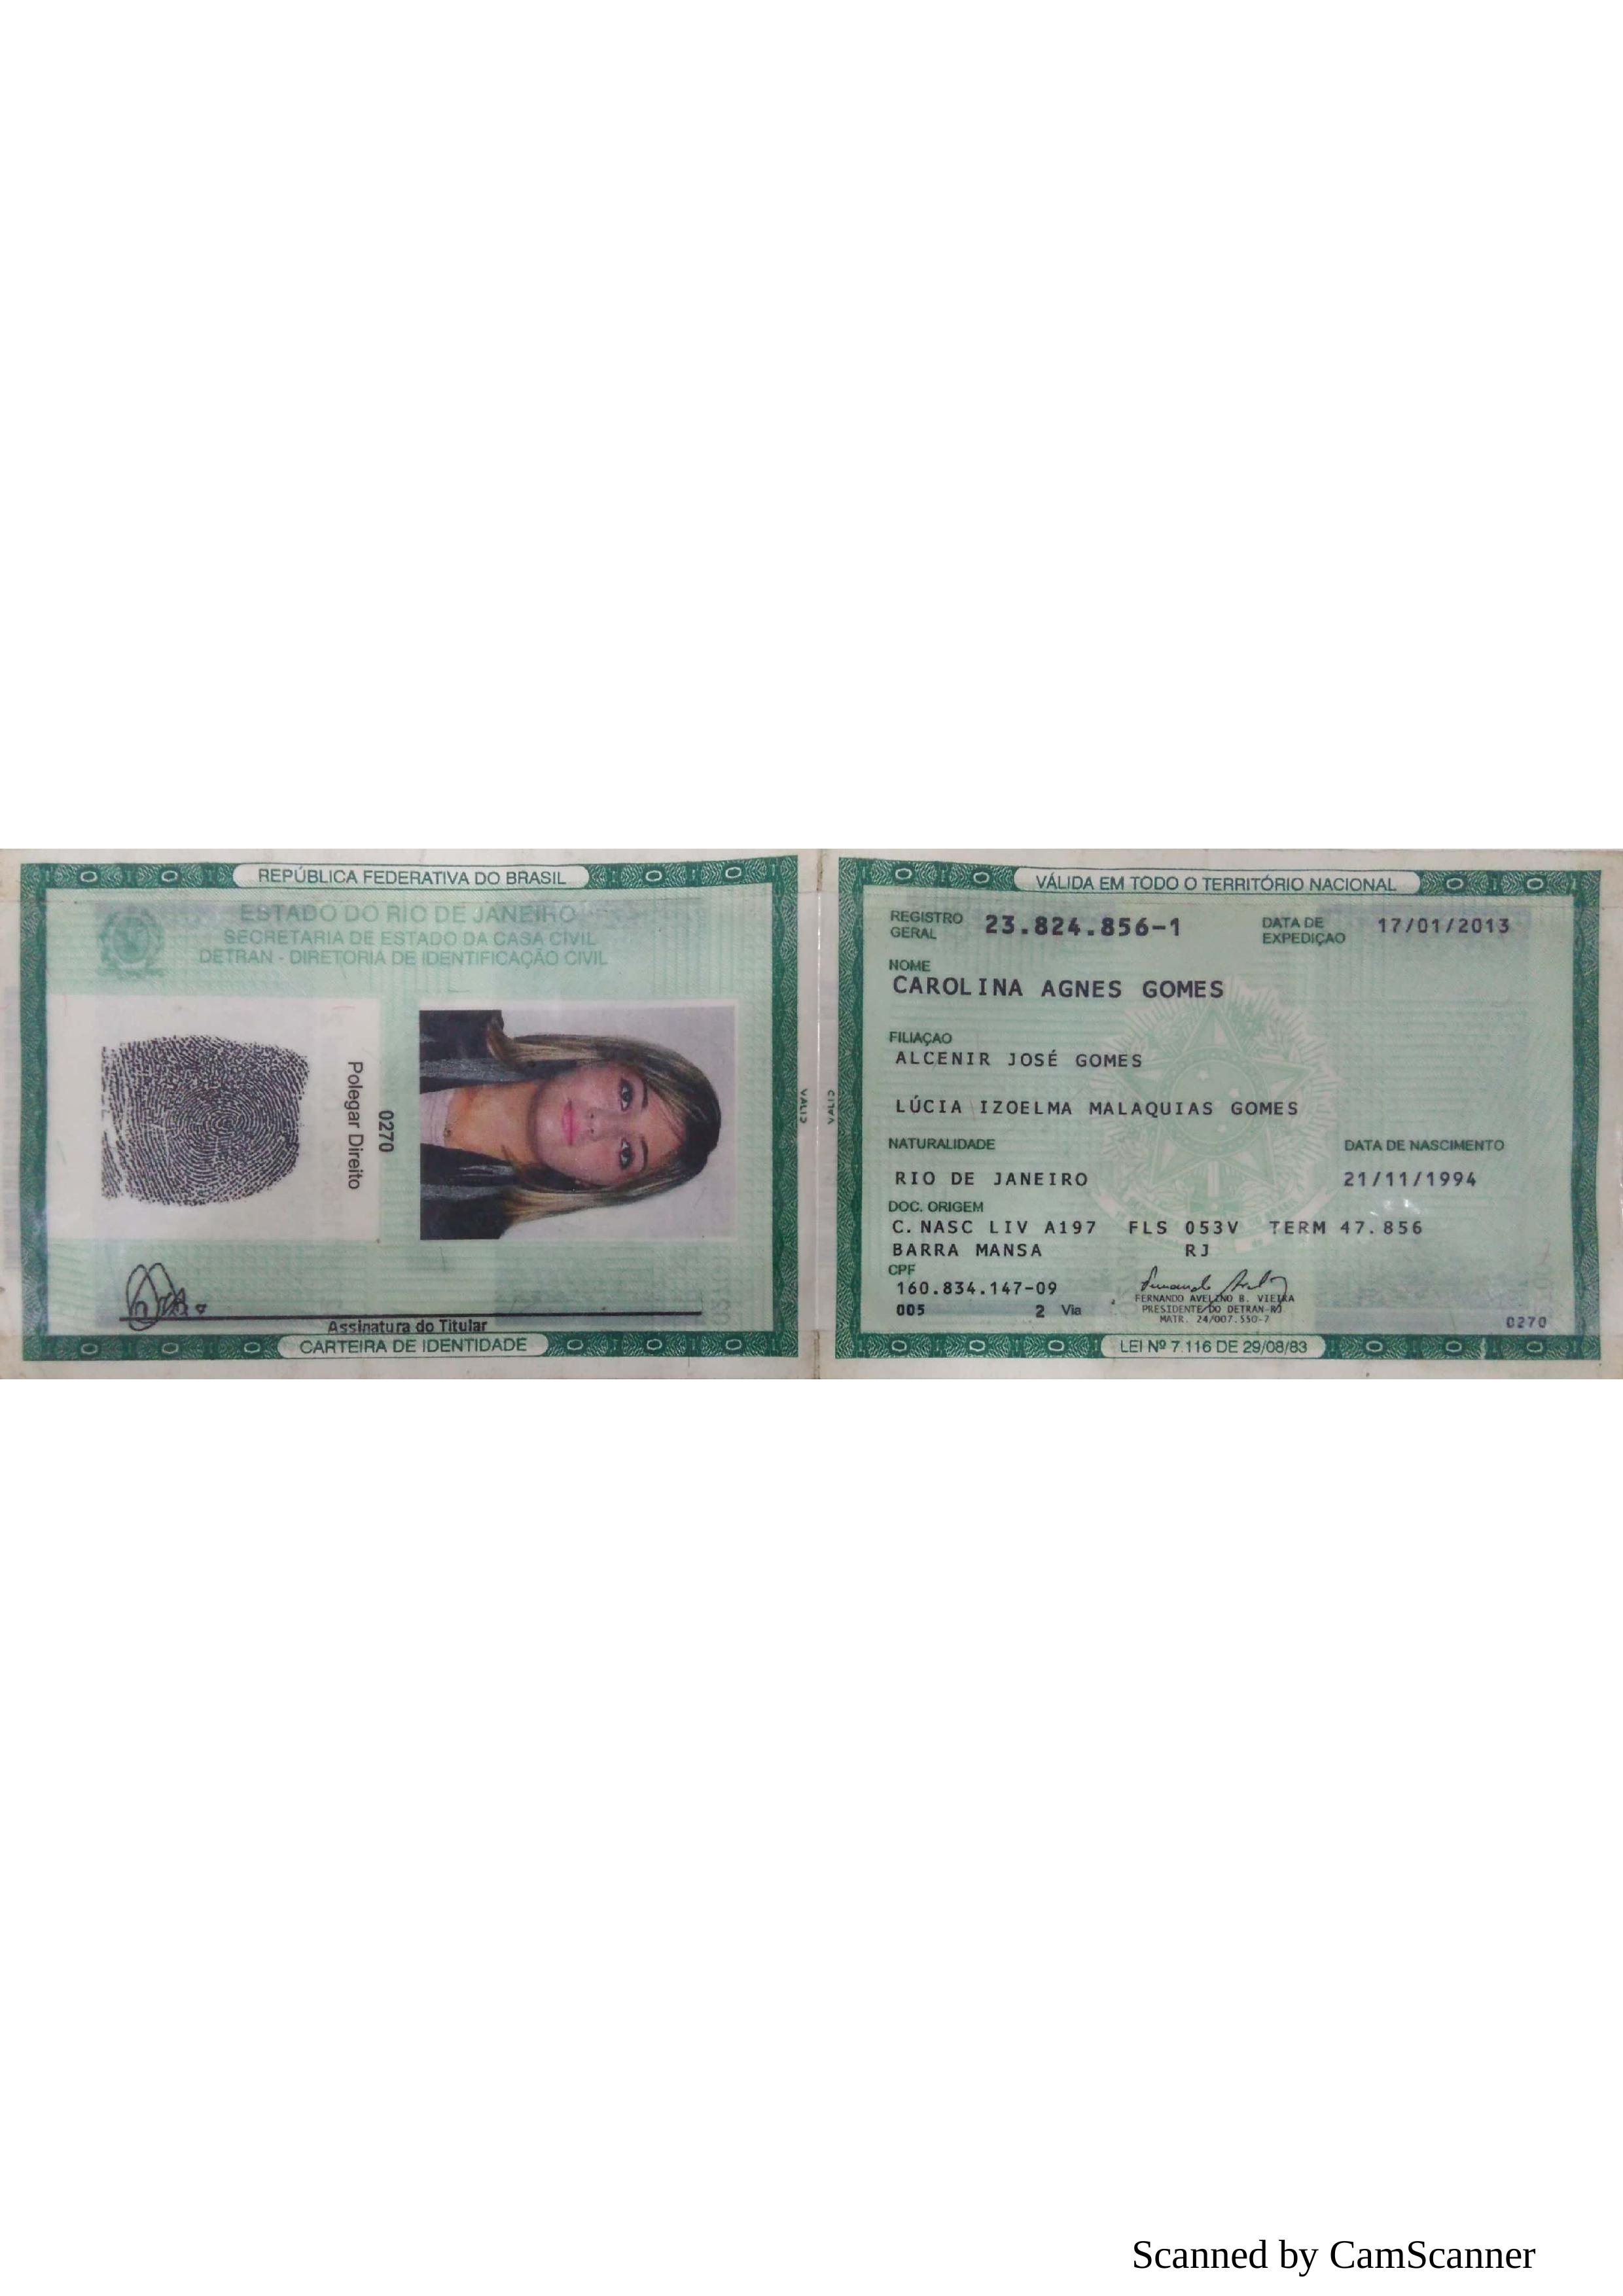 REPÚBLICA FEDERATIVA DO BRASIL
ESTADO DO RIO DE JANEIRO
SECRETARIA DE ESTADO DA CASA CIVIL
DETRAN - DIRETORIA DE IDENTIFICAÇÃO CIVIL
0270
Polegar Direito
Assinatura do Titular
CARTEIRA DE IDENTIDADE
VÁLIDA EM TODO O TERRITÓRIO NACIONAL
REGISTRO GERAL 23.824.856-1 DATA DE EXPEDIÇÃO 17/01/2013
NOME
CAROLINA AGNES GOMES
FILIAÇÃO
ALCENIR JOSÉ GOMES
LÚCIA IZOELMA MALAQUIAS GOMES
NATURALIDADE DATA DE NASCIMENTO
RIO DE JANEIRO 21/11/1994
DOC. ORIGEM
C.NASC LIV A197 FLS 053V TERM 47.856
BARRA MANSA RJ
CPF
160.834.147-09
005 2 Via
FERNANDO AVELINO B. VIEIRA
PRESIDENTE DO DETRAN-RJ
MATR. 24/007.550-7
0270
LEI Nº 7.116 DE 29/08/83
Scanned by CamScanner